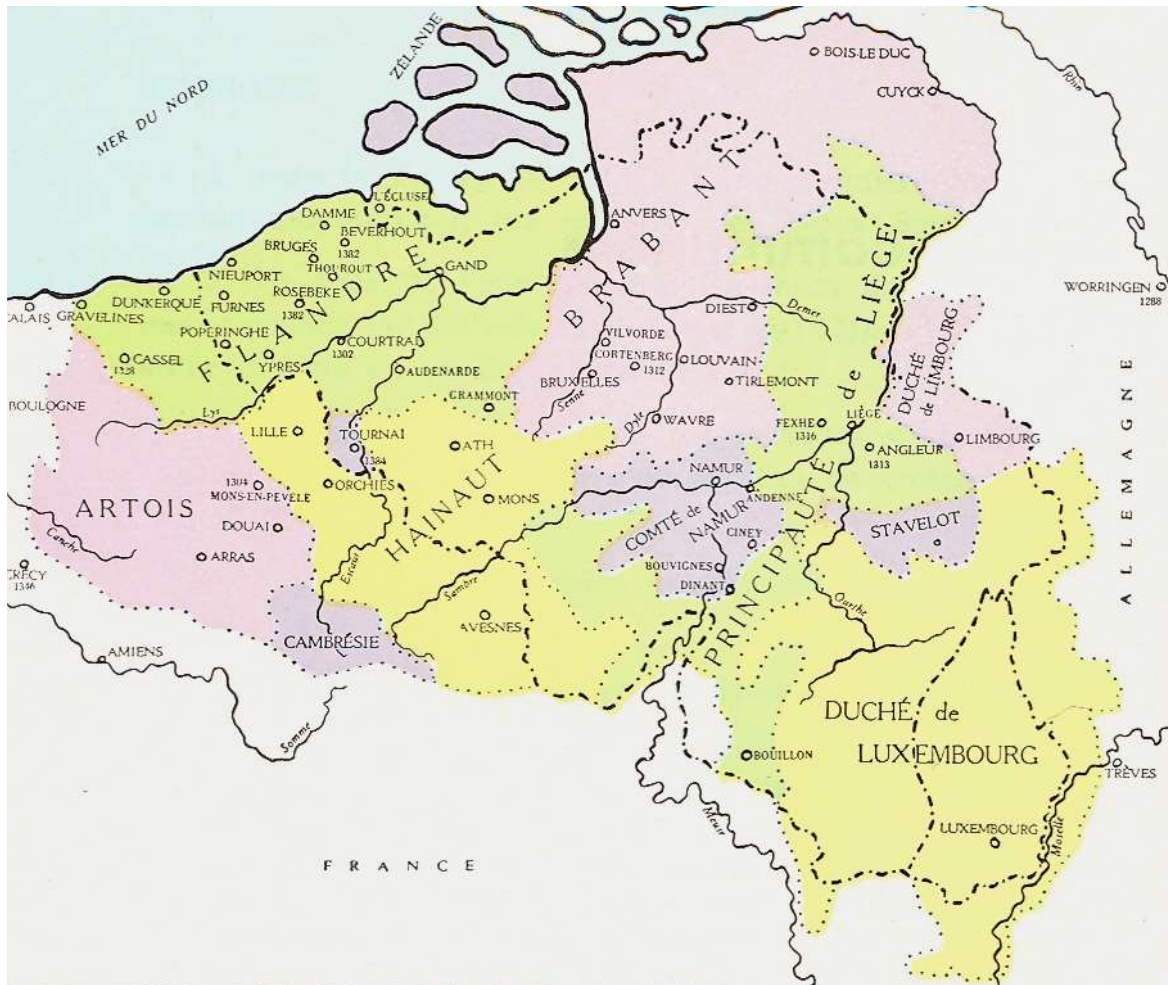 MER DU NORD
ZÉLANDE
BOIS-LE DUC
CUYCK
Rhin
L'ÉCLUSE
DAMME
BEVERHOUT
1382
BRUGES
THOUROUT
NIEUPORT
GAND
ANVERS
DUNKERQUE
FURNES
ROSEBEKE
1382
GRAVELINES
FLANDRE
BRABANT
DIEST
Demer
LIÈGE
WORRINGEN
1288
POPERINGHE
YPRES
COURTRAI
1302
CASSEL
1328
AUDENARDE
VILVORDE
CORTENBERG
1312
LOUVAIN
BRUXELLES
TIRLEMONT
DUCHÉ
de LIMBOURG
BOULOGNE
GRAMMONT
Senne
Dyle
WAVRE
FEXHE
1316
LIÉGE
de
LIMBOURG
Lys
LILLE
TOURNAI
1384
ATH
ANGLEUR
1313
ALLEMAGNE
1304
MONS-EN-PEVÈLE
ORCHIES
MONS
NAMUR
ANDENNE
ARTOIS
DOUAI
HAINAUT
COMTÉ de
NAMUR
CINEY
STAVELOT
Canche
ARRAS
Escaut
Sambre
BOUVIGNES
DINANT
PRINCIPAUTÉ
Ourthe
1346
CAMBRÉSIE
AVESNES
AMIENS
Somme
DUCHÉ de
LUXEMBOURG
BOUILLON
TRÈVES
Meuse
LUXEMBOURG
Moselle
FRANCE